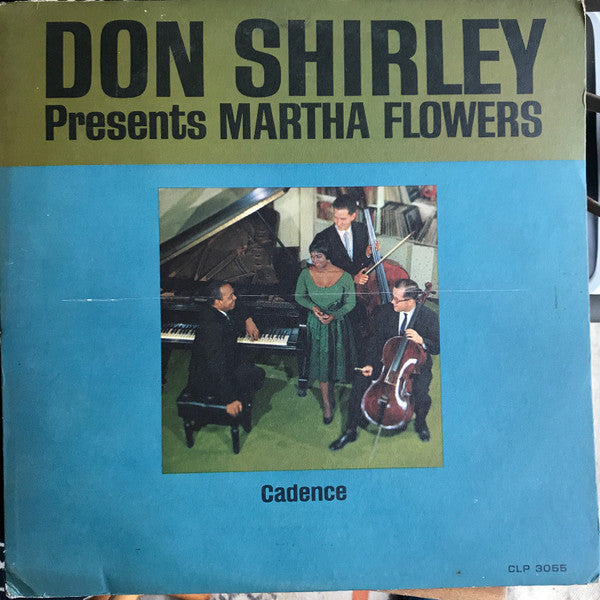 DON SHIRLEY
Presents MARTHA FLOWERS
Cadence
CLP 3055